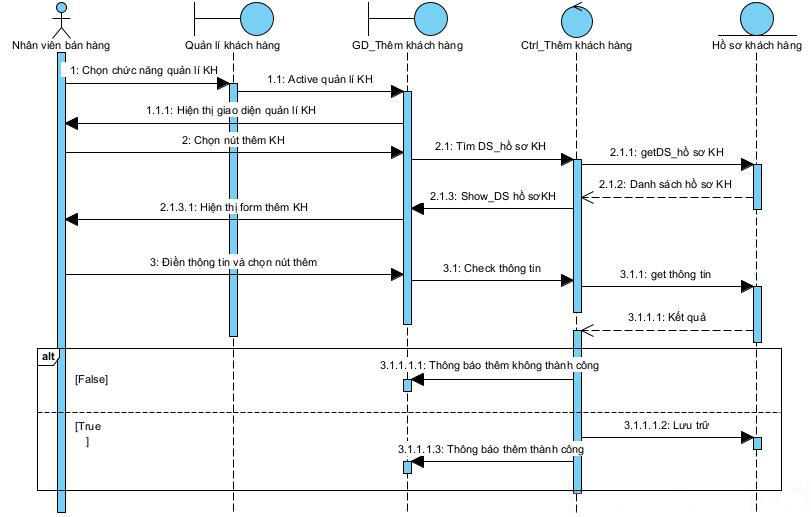 Nhân viên bán hàng
Quản lí khách hàng
GD_Thêm khách hàng
Ctrl_Thêm khách hàng
Hồ sơ khách hàng
1: Chọn chức năng quản lí KH
1.1: Active quản lí KH
1.1.1: Hiện thị giao diện quản lí KH
2: Chọn nút thêm KH
2.1: Tìm DS_hồ sơ KH
2.1.1: getDS_hồ sơ KH
2.1.2: Danh sách hồ sơ KH
2.1.3: Show_DS hồ sơKH
2.1.3.1: Hiện thị form thêm KH
3: Điền thông tin và chọn nút thêm
3.1: Check thông tin
3.1.1: get thông tin
3.1.1.1: Kết quả
alt
[False]
3.1.1.1.1: Thông báo thêm không thành công
[True
]
3.1.1.1.2: Lưu trữ
3.1.1.1.3: Thông báo thêm thành công